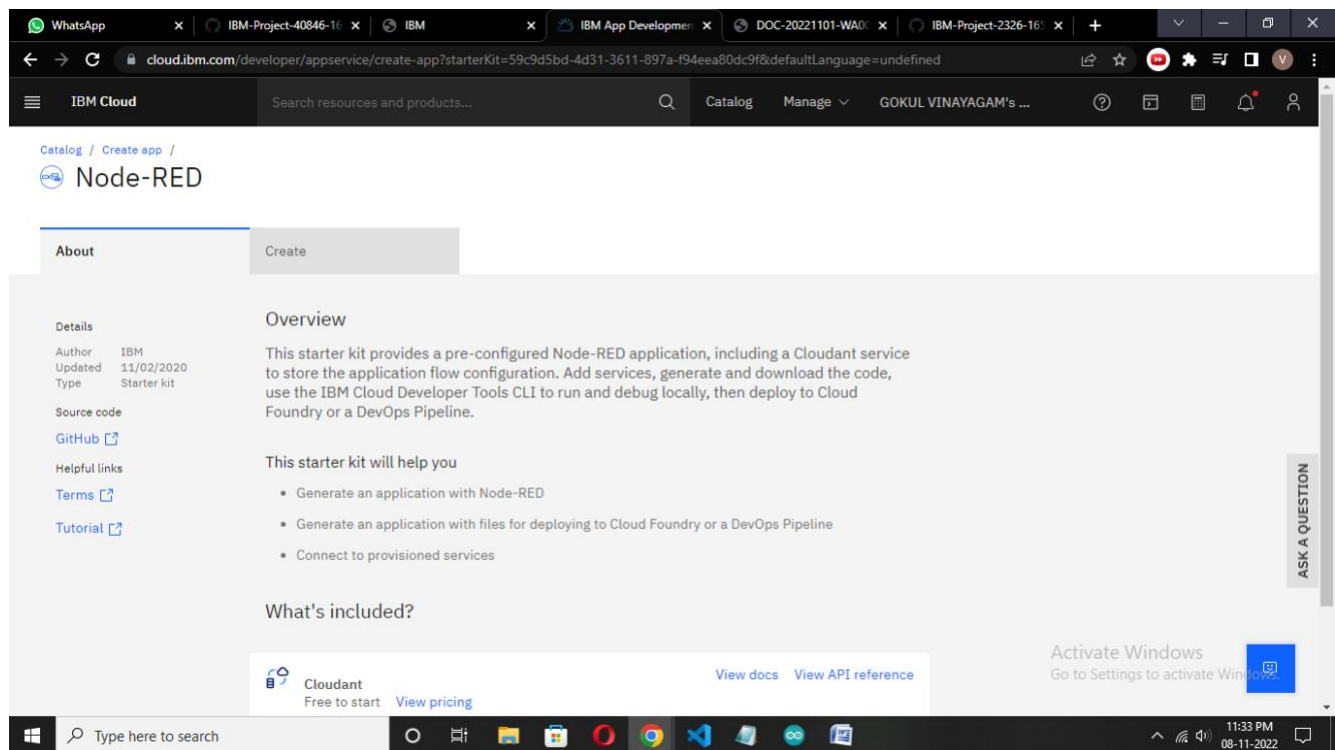 WhatsApp
IBM-Project-40846-16
IBM
IBM App Developmen
DOC-20221101-WA00
IBM-Project-2326-165
cloud.ibm.com/developer/appservice/create-app?starterKit=59c9d5bd-4d31-3611-897a-f94eea80dc9f&defaultLanguage=undefined
V
IBM Cloud
Search resources and products...
Catalog
Manage
GOKUL VINAYAGAM's ...
Catalog / Create app /
Node-RED
About
Create
Details
Author IBM
Updated 11/02/2020
Type Starter kit
Source code
GitHub
Helpful links
Terms
Tutorial
Overview
This starter kit provides a pre-configured Node-RED application, including a Cloudant service
to store the application flow configuration. Add services, generate and download the code,
use the IBM Cloud Developer Tools CLI to run and debug locally, then deploy to Cloud
Foundry or a DevOps Pipeline.
This starter kit will help you
• Generate an application with Node-RED
• Generate an application with files for deploying to Cloud Foundry or a DevOps Pipeline
• Connect to provisioned services
What's included?
Cloudant
Free to start View pricing
View docs View API reference
ASK A QUESTION
Activate Windows
Go to Settings to activate Windows.
Type here to search
11:33 PM
08-11-2022